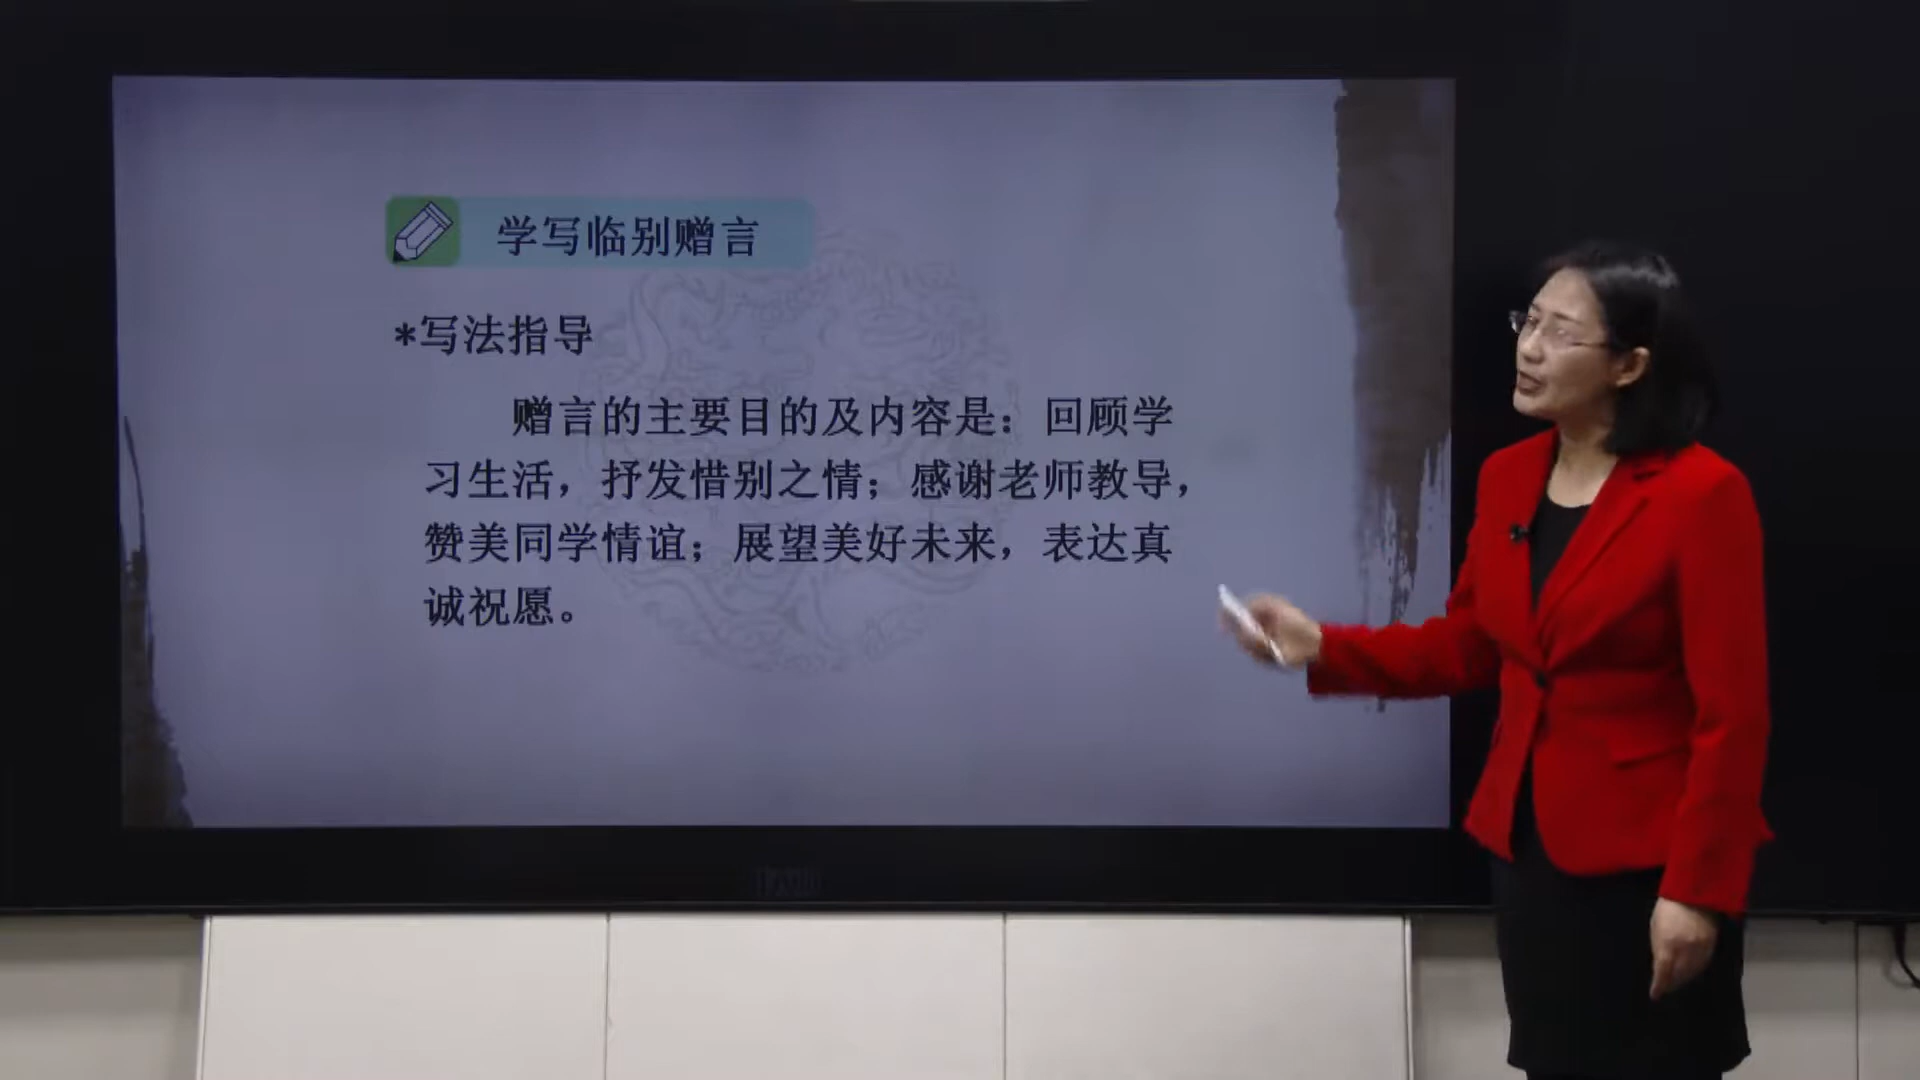 学写临别赠言
*写法指导
赠言的主要目的及内容是：回顾学
习生活，抒发惜别之情；感谢老师教导，
赞美同学情谊；展望美好未来，表达真
诚祝愿。